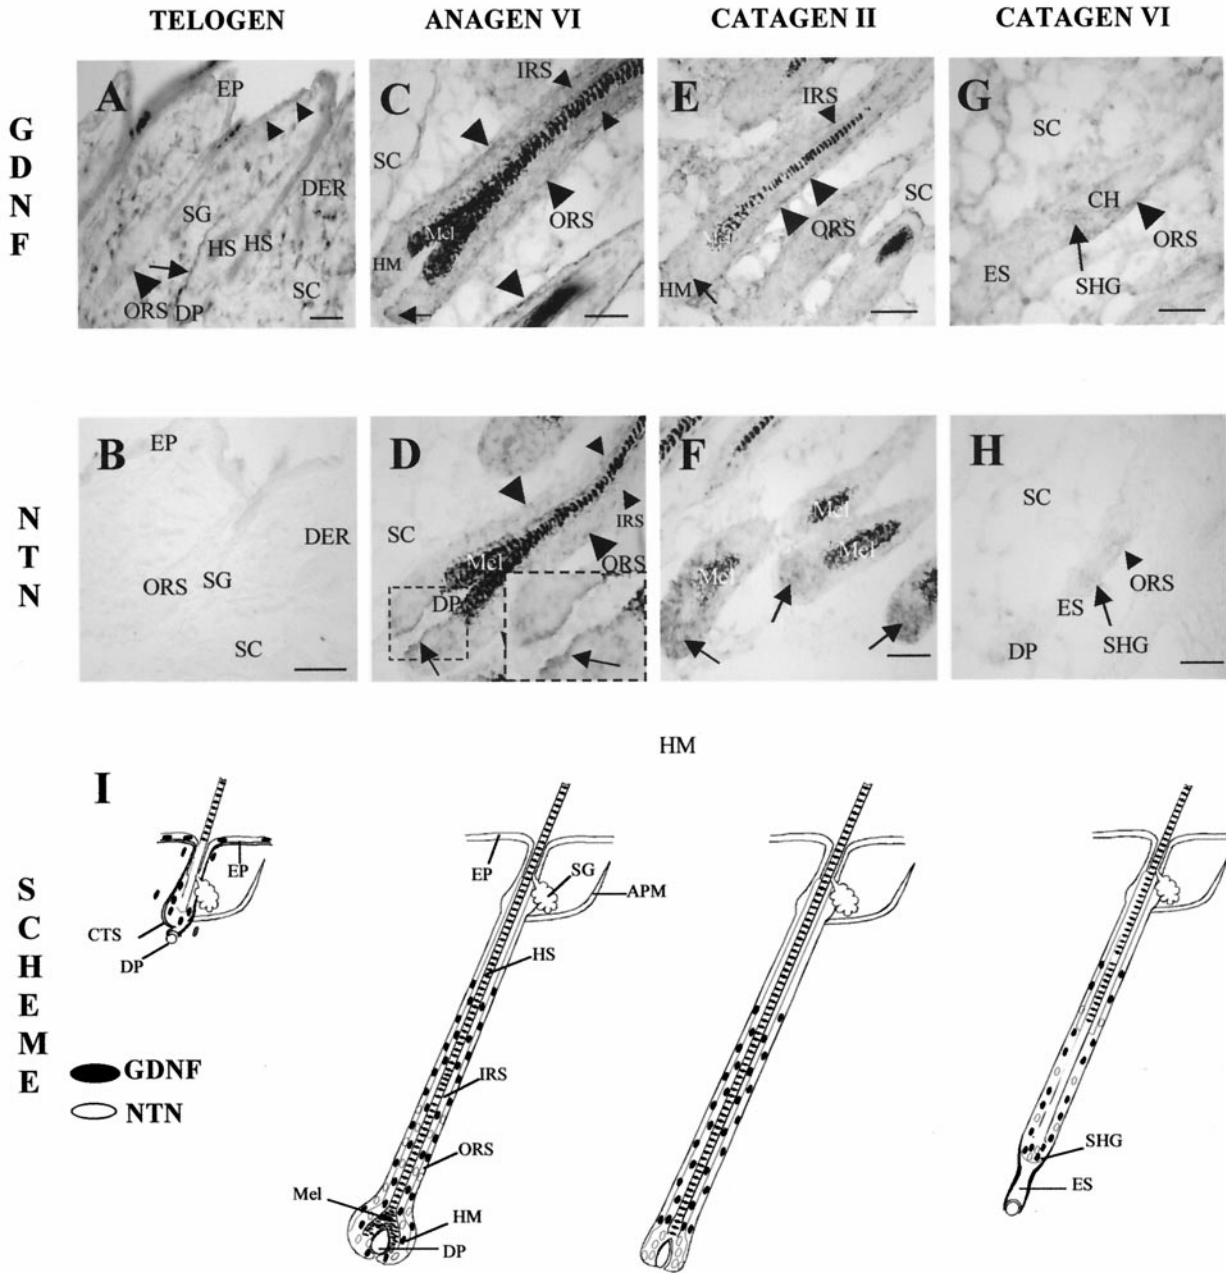 TELOGEN ANAGEN VI CATAGEN II CATAGEN VI
GDNF
A EP DER SG HS HS ORS DP SC
C IRS SC ORS Mel HM
E IRS SC ORS HM
G SC CH ORS ES SHG
NTN
B EP DER ORS SG SC
D SC IRS Mel ORS DP
F Mel Mel Mel
H SC ORS ES SHG DP
HM
SCHEME
I
EP
CTS
DP
GDNF
NTN
EP SG APM
HS
IRS
ORS
Mel
HM
DP
SHG
ES